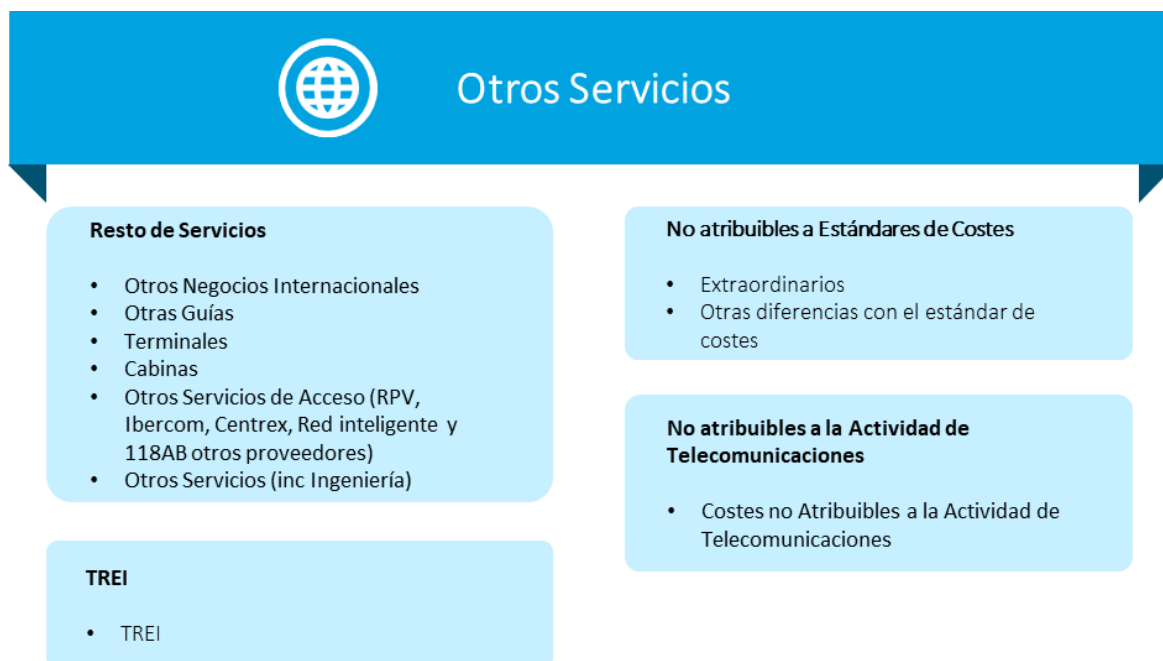 Otros Servicios
Resto de Servicios
• Otros Negocios Internacionales
• Otras Guías
• Terminales
• Cabinas
• Otros Servicios de Acceso (RPV,
Ibercom, Centrex, Red inteligente y
118AB otros proveedores)
• Otros Servicios (inc Ingeniería)
TREI
• TREI
No atribuibles a Estándares de Costes
• Extraordinarios
• Otras diferencias con el estándar de
costes
No atribuibles a la Actividad de
Telecomunicaciones
• Costes no Atribuibles a la Actividad de
Telecomunicaciones